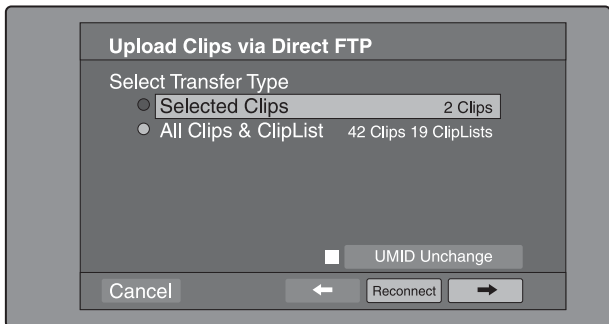 Upload Clips via Direct FTP
Select Transfer Type
Selected Clips 2 Clips
All Clips & ClipList 42 Clips 19 ClipLists
UMID Unchange
Cancel Reconnect